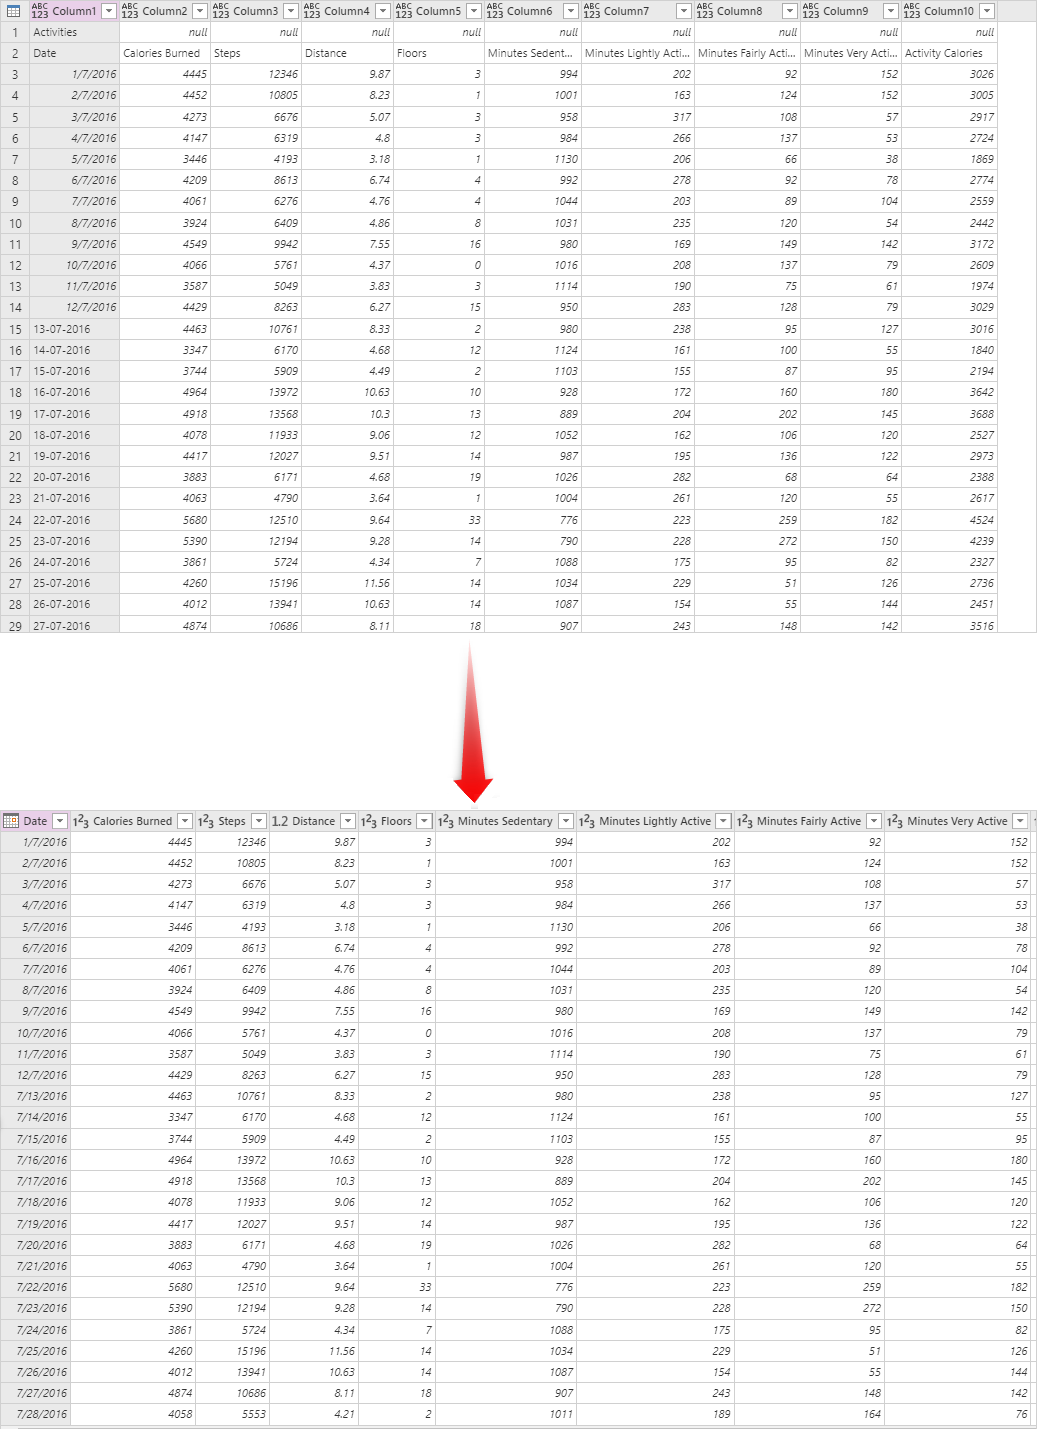 ABC 123 Column1 ABC 123 Column2 ABC 123 Column3 ABC 123 Column4 ABC 123 Column5 ABC 123 Column6 ABC 123 Column7 ABC 123 Column8 ABC 123 Column9 ABC 123 Column10
1 Activities null null null null null null null null null
2 Date Calories Burned Steps Distance Floors Minutes Sedent... Minutes Lightly Acti... Minutes Fairly Acti... Minutes Very Acti... Activity Calories
3 1/7/2016 4445 12346 9.87 3 994 202 92 152 3026
4 2/7/2016 4452 10805 8.23 1 1001 163 124 152 3005
5 3/7/2016 4273 6676 5.07 3 958 317 108 57 2917
6 4/7/2016 4147 6319 4.8 3 984 266 137 53 2724
7 5/7/2016 3446 4193 3.18 1 1130 206 66 38 1869
8 6/7/2016 4209 8613 6.74 4 992 278 92 78 2774
9 7/7/2016 4061 6276 4.76 4 1044 203 89 104 2559
10 8/7/2016 3924 6409 4.86 8 1031 235 120 54 2442
11 9/7/2016 4549 9942 7.55 16 980 169 149 142 3172
12 10/7/2016 4066 5761 4.37 0 1016 208 137 79 2609
13 11/7/2016 3587 5049 3.83 3 1114 190 75 61 1974
14 12/7/2016 4429 8263 6.27 15 950 283 128 79 3029
15 13-07-2016 4463 10761 8.33 2 980 238 95 127 3016
16 14-07-2016 3347 6170 4.68 12 1124 161 100 55 1840
17 15-07-2016 3744 5909 4.49 2 1103 155 87 95 2194
18 16-07-2016 4964 13972 10.63 10 928 172 160 180 3642
19 17-07-2016 4918 13568 10.3 13 889 204 202 145 3688
20 18-07-2016 4078 11933 9.06 12 1052 162 106 120 2527
21 19-07-2016 4417 12027 9.51 14 987 195 136 122 2973
22 20-07-2016 3883 6171 4.68 19 1026 282 68 64 2388
23 21-07-2016 4063 4790 3.64 1 1004 261 120 55 2617
24 22-07-2016 5680 12510 9.64 33 776 223 259 182 4524
25 23-07-2016 5390 12194 9.28 14 790 228 272 150 4239
26 24-07-2016 3861 5724 4.34 7 1088 175 95 82 2327
27 25-07-2016 4260 15196 11.56 14 1034 229 51 126 2736
28 26-07-2016 4012 13941 10.63 14 1087 154 55 144 2451
29 27-07-2016 4874 10686 8.11 18 907 243 148 142 3516
Date 123 Calories Burned 123 Steps 1.2 Distance 123 Floors 123 Minutes Sedentary 123 Minutes Lightly Active 123 Minutes Fairly Active 123 Minutes Very Active
1/7/2016 4445 12346 9.87 3 994 202 92 152
2/7/2016 4452 10805 8.23 1 1001 163 124 152
3/7/2016 4273 6676 5.07 3 958 317 108 57
4/7/2016 4147 6319 4.8 3 984 266 137 53
5/7/2016 3446 4193 3.18 1 1130 206 66 38
6/7/2016 4209 8613 6.74 4 992 278 92 78
7/7/2016 4061 6276 4.76 4 1044 203 89 104
8/7/2016 3924 6409 4.86 8 1031 235 120 54
9/7/2016 4549 9942 7.55 16 980 169 149 142
10/7/2016 4066 5761 4.37 0 1016 208 137 79
11/7/2016 3587 5049 3.83 3 1114 190 75 61
12/7/2016 4429 8263 6.27 15 950 283 128 79
7/13/2016 4463 10761 8.33 2 980 238 95 127
7/14/2016 3347 6170 4.68 12 1124 161 100 55
7/15/2016 3744 5909 4.49 2 1103 155 87 95
7/16/2016 4964 13972 10.63 10 928 172 160 180
7/17/2016 4918 13568 10.3 13 889 204 202 145
7/18/2016 4078 11933 9.06 12 1052 162 106 120
7/19/2016 4417 12027 9.51 14 987 195 136 122
7/20/2016 3883 6171 4.68 19 1026 282 68 64
7/21/2016 4063 4790 3.64 1 1004 261 120 55
7/22/2016 5680 12510 9.64 33 776 223 259 182
7/23/2016 5390 12194 9.28 14 790 228 272 150
7/24/2016 3861 5724 4.34 7 1088 175 95 82
7/25/2016 4260 15196 11.56 14 1034 229 51 126
7/26/2016 4012 13941 10.63 14 1087 154 55 144
7/27/2016 4874 10686 8.11 18 907 243 148 142
7/28/2016 4058 5553 4.21 2 1011 189 164 76